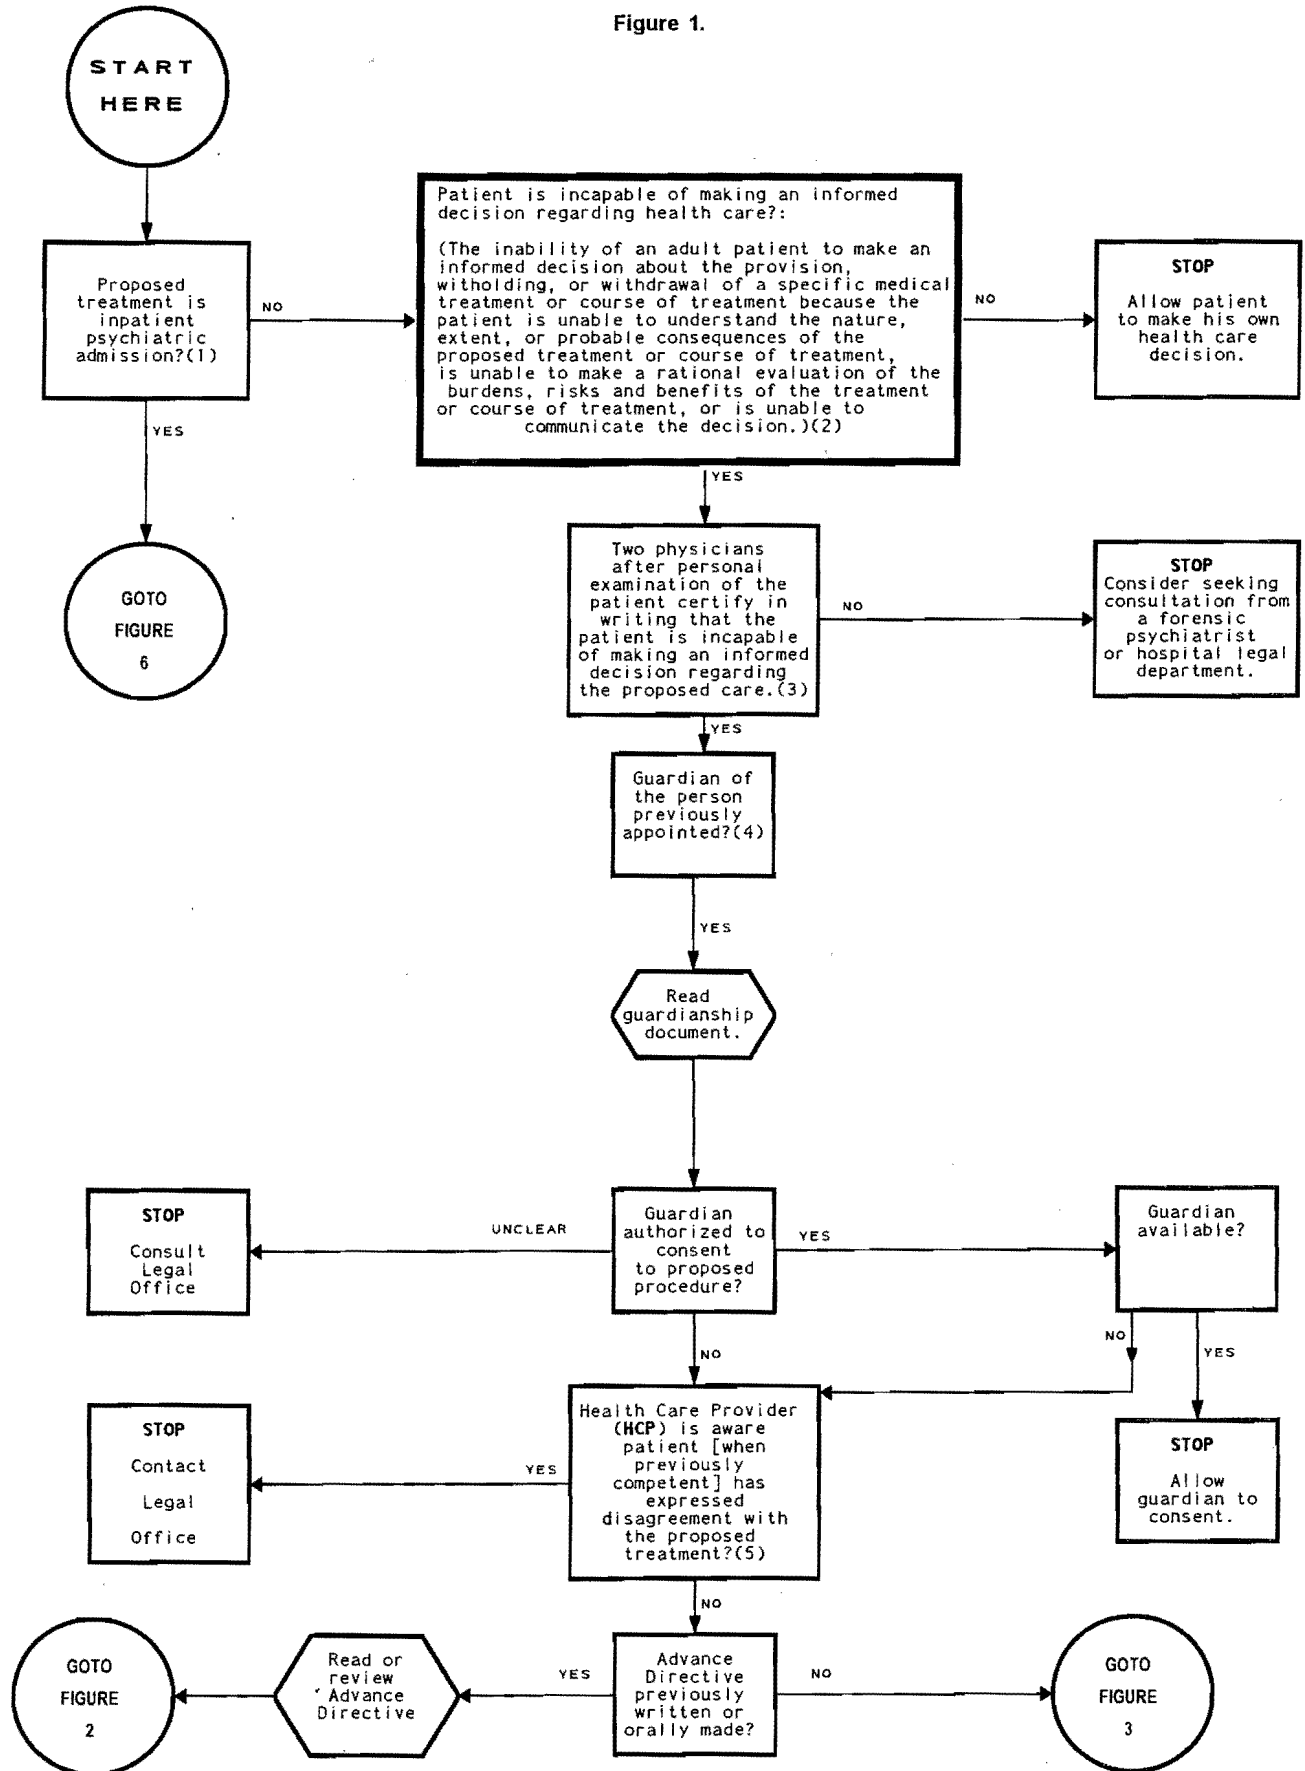 Figure 1.
START
HERE
Proposed
treatment is
inpatient
psychiatric
admission?(1)
NO
YES
GOTO
FIGURE
6
Patient is incapable of making an informed
decision regarding health care?:
(The inability of an adult patient to make an
informed decision about the provision,
witholding, or withdrawal of a specific medical
treatment or course of treatment because the
patient is unable to understand the nature,
extent, or probable consequences of the
proposed treatment or course of treatment,
is unable to make a rational evaluation of the
burdens, risks and benefits of the treatment
or course of treatment, or is unable to
communicate the decision.)(2)
NO
STOP
Allow patient
to make his own
health care
decision.
YES
Two physicians
after personal
examination of the
patient certify in
writing that the
patient is incapable
of making an informed
decision regarding
the proposed care.(3)
NO
STOP
Consider seeking
consultation from
a forensic
psychiatrist
or hospital legal
department.
YES
Guardian of
the person
previously
appointed?(4)
YES
Read
guardianship
document.
Guardian
authorized to
consent
to proposed
procedure?
UNCLEAR
STOP
Consult
Legal
Office
YES
Guardian
available?
NO
YES
STOP
Allow
guardian to
consent.
NO
Health Care Provider
(HCP) is aware
patient [when
previously
competent] has
expressed
disagreement with
the proposed
treatment?(5)
YES
STOP
Contact
Legal
Office
NO
Advance
Directive
previously
written or
orally made?
YES
Read or
review
Advance
Directive
GOTO
FIGURE
2
NO
GOTO
FIGURE
3